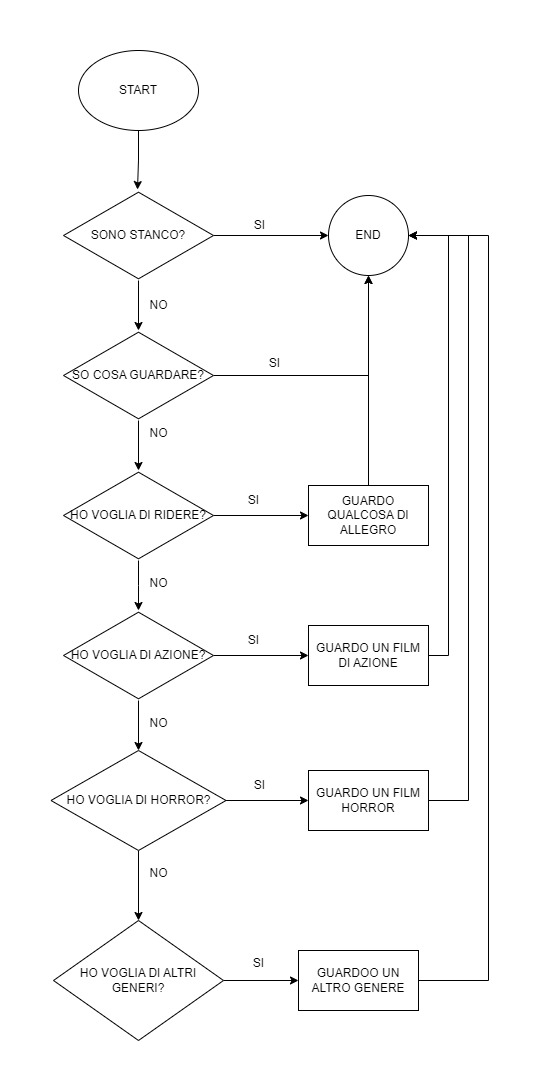 START
SONO STANCO?
SI
END
NO
SO COSA GUARDARE?
SI
NO
HO VOGLIA DI RIDERE?
SI
GUARDO
QUALCOSA DI
ALLEGRO
NO
HO VOGLIA DI AZIONE?
SI
GUARDO UN FILM
DI AZIONE
NO
HO VOGLIA DI HORROR?
SI
GUARDO UN FILM
HORROR
NO
HO VOGLIA DI ALTRI
GENERI?
SI
GUARDOO UN
ALTRO GENERE